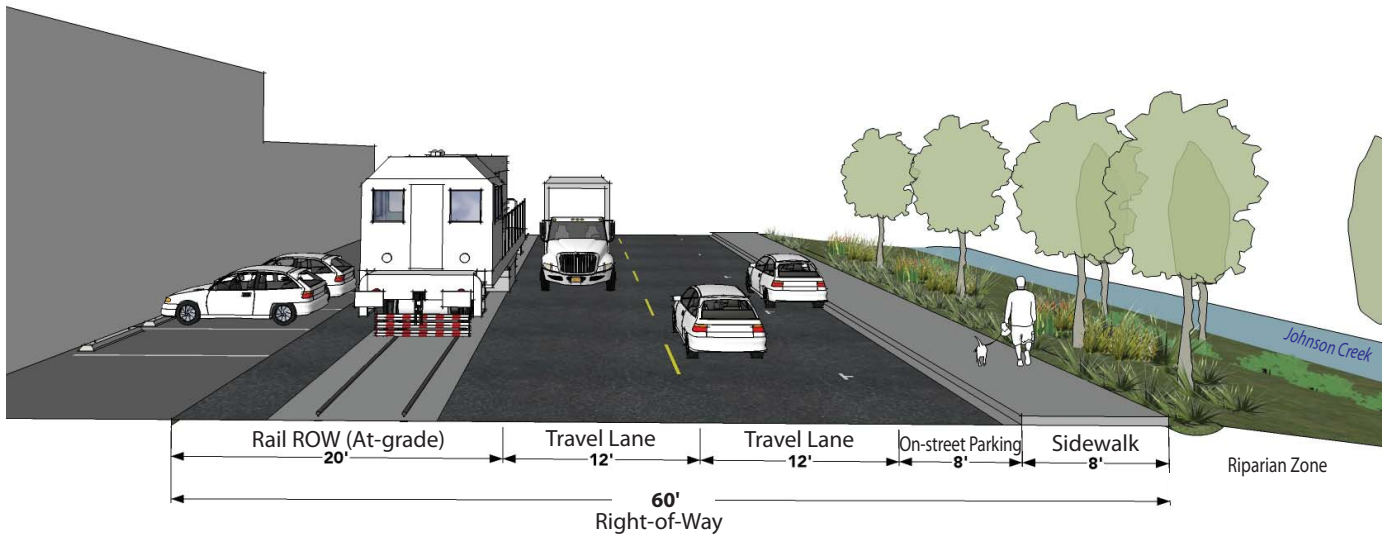 Johnson Creek
Rail ROW (At-grade)
Travel Lane
Travel Lane
On-street Parking
Sidewalk
20'
12'
12'
8'
8'
Riparian Zone
60'
Right-of-Way